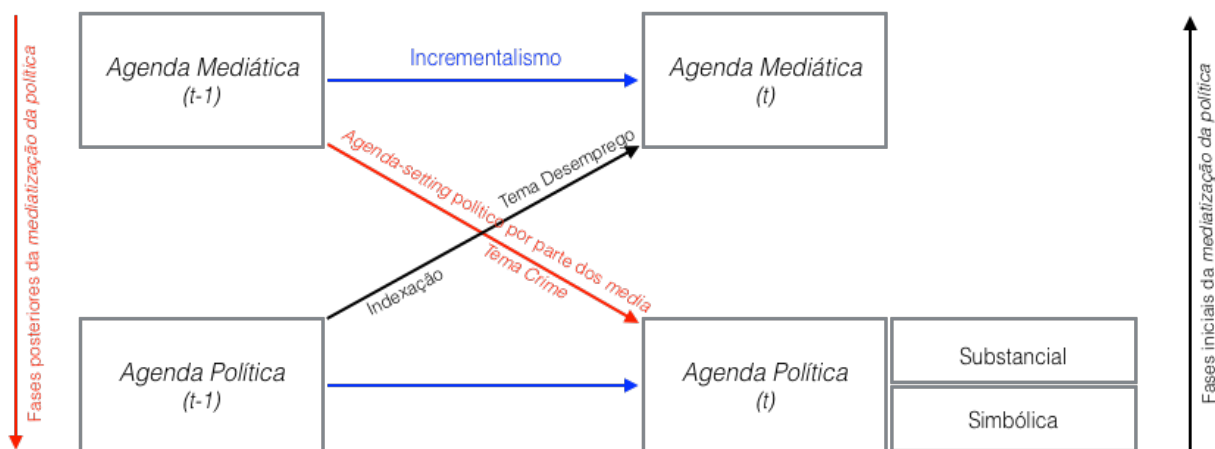 Fases posteriores da mediatização da política
Agenda Mediática
(t-1)
Incrementalismo
Agenda Mediática
(t)
Agenda-setting político por parte dos media
Tema Crime
Tema Desemprego
Indexação
Agenda Política
(t-1)
Agenda Política
(t)
Substancial
Simbólica
Fases iniciais da mediatização da política